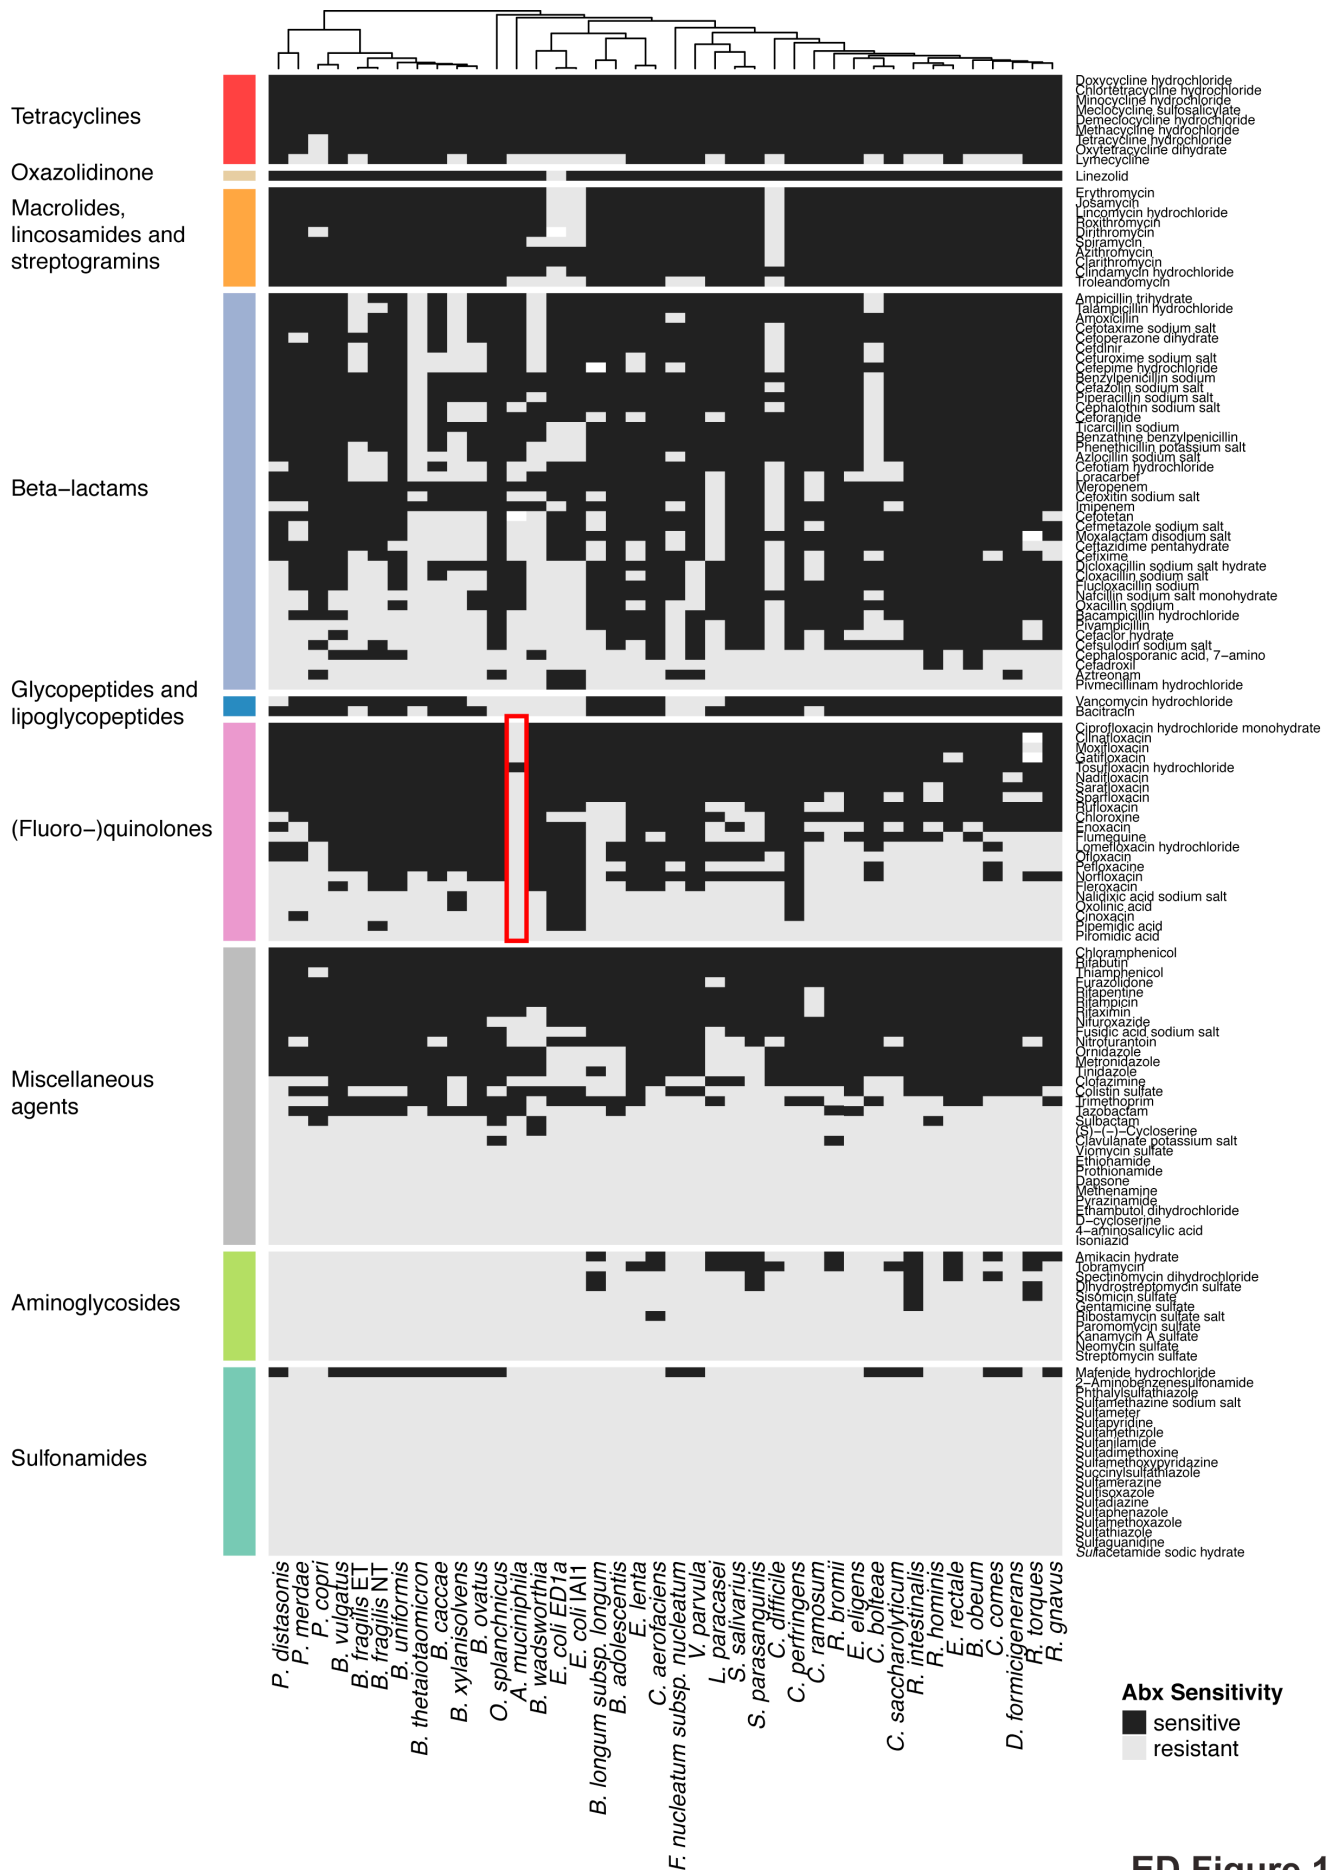 Tetracyclines
Oxazolidinone
Macrolides,
lincosamides and
streptogramins
Beta−lactams
Glycopeptides and
lipoglycopeptides
(Fluoro−)quinolones
Miscellaneous
agents
Aminoglycosides
Sulfonamides
Doxycycline hydrochloride
Chlortetracycline hydrochloride
Minocycline hydrochloride
Meclocycline sulfosalicylate
Demeclocycline hydrochloride
Methacycline hydrochloride
Tetracycline hydrochloride
Oxytetracycline dihydrate
Lymecycline
Linezolid
Erythromycin
Josamycin
Lincomycin hydrochloride
Roxithromycin
Dirithromycin
Spiramycin
Azithromycin
Clarithromycin
Clindamycin hydrochloride
Troleandomycin
Ampicillin trihydrate
Talampicillin hydrochloride
Amoxicillin
Cefotaxime sodium salt
Cefoperazone dihydrate
Cefdinir
Cefuroxime sodium salt
Cefepime hydrochloride
Benzylpenicillin sodium
Cefazolin sodium salt
Piperacillin sodium salt
Cephalothin sodium salt
Ceforanide
Ticarcillin sodium
Benzathine benzylpenicillin
Phenethicillin potassium salt
Azlocillin sodium salt
Cefotiam hydrochloride
Loracarbef
Meropenem
Cefoxitin sodium salt
Imipenem
Cefotetan
Cefmetazole sodium salt
Moxalactam disodium salt
Ceftazidime pentahydrate
Cefixime
Dicloxacillin sodium salt hydrate
Cloxacillin sodium salt
Flucloxacillin sodium
Nafcillin sodium salt monohydrate
Oxacillin sodium
Bacampicillin hydrochloride
Pivampicillin
Cefaclor hydrate
Cefsulodin sodium salt
Cephalosporanic acid, 7−amino
Cefadroxil
Aztreonam
Pivmecillinam hydrochloride
Vancomycin hydrochloride
Bacitracin
Ciprofloxacin hydrochloride monohydrate
Clinafloxacin
Moxifloxacin
Gatifloxacin
Tosufloxacin hydrochloride
Nadifloxacin
Sarafloxacin
Sparfloxacin
Rufloxacin
Chloroxine
Enoxacin
Flumequine
Lomefloxacin hydrochloride
Ofloxacin
Pefloxacine
Norfloxacin
Fleroxacin
Nalidixic acid sodium salt
Oxolinic acid
Cinoxacin
Pipemidic acid
Piromidic acid
Chloramphenicol
Rifabutin
Thiamphenicol
Furazolidone
Rifapentine
Rifampicin
Rifaximin
Nifuroxazide
Fusidic acid sodium salt
Nitrofurantoin
Ornidazole
Metronidazole
Tinidazole
Clofazimine
Colistin sulfate
Trimethoprim
Tazobactam
Sulbactam
(S)−(−)−Cycloserine
Clavulanate potassium salt
Viomycin sulfate
Ethionamide
Prothionamide
Dapsone
Methenamine
Pyrazinamide
Ethambutol dihydrochloride
D−cycloserine
4−aminosalicylic acid
Isoniazid
Amikacin hydrate
Tobramycin
Spectinomycin dihydrochloride
Dihydrostreptomycin sulfate
Sisomicin sulfate
Gentamicine sulfate
Ribostamycin sulfate salt
Paromomycin sulfate
Kanamycin A sulfate
Neomycin sulfate
Streptomycin sulfate
Mafenide hydrochloride
2−Aminobenzenesulfonamide
Phthalylsulfathiazole
Sulfamethazine sodium salt
Sulfameter
Sulfapyridine
Sulfamethizole
Sulfanilamide
Sulfadimethoxine
Sulfamethoxypyridazine
Succinylsulfathiazole
Sulfamerazine
Sulfisoxazole
Sulfadiazine
Sulfaphenazole
Sulfamethoxazole
Sulfathiazole
Sulfaguanidine
Sulfacetamide sodic hydrate
P. distasonis
P. merdae
P. copri
B. vulgatus
B. fragilis ET
B. fragilis NT
B. uniformis
B. thetaiotaomicron
B. caccae
B. xylanisolvens
B. ovatus
O. splanchnicus
A. muciniphila
B. wadsworthia
E. coli ED1a
E. coli IAI1
B. longum subsp. longum
B. adolescentis
E. lenta
C. aerofaciens
F. nucleatum subsp. nucleatum
V. parvula
L. paracasei
S. salivarius
S. parasanguinis
C. difficile
C. perfringens
C. ramosum
R. bromii
E. eligens
C. bolteae
C. saccharolyticum
R. intestinalis
R. hominis
E. rectale
B. obeum
C. comes
D. formicigenerans
R. torques
R. gnavus
Abx Sensitivity
sensitive
resistant
ED Figure 1